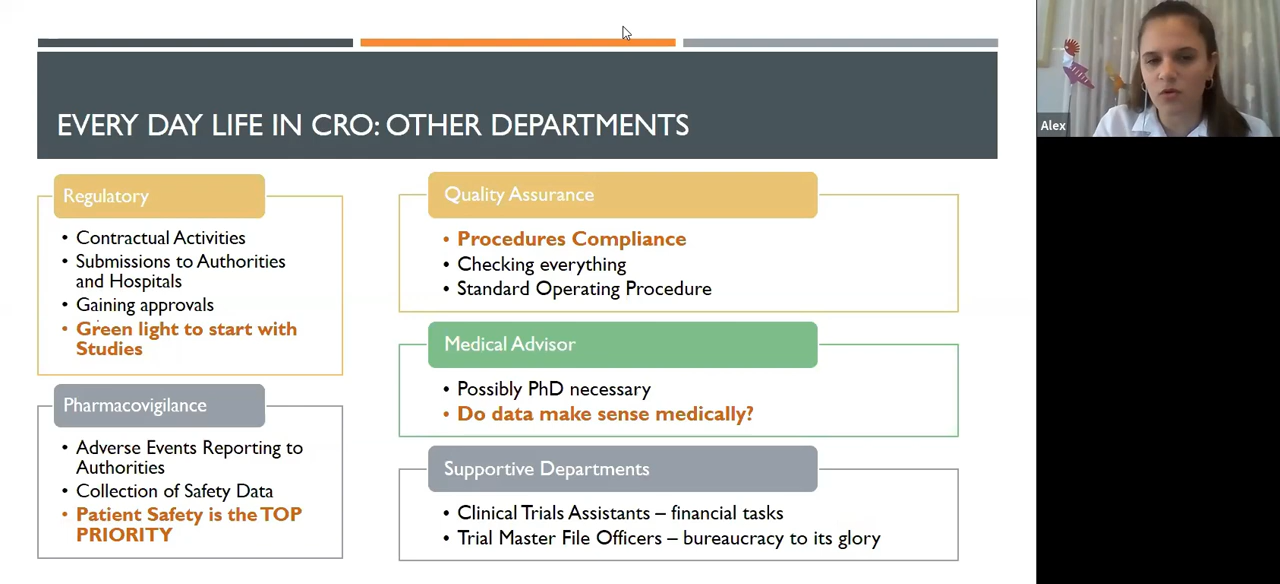 EVERY DAY LIFE IN CRO: OTHER DEPARTMENTS
Regulatory
• Contractual Activities
• Submissions to Authorities
and Hospitals
• Gaining approvals
• Green light to start with
Studies
Pharmacovigilance
• Adverse Events Reporting to
Authorities
• Collection of Safety Data
• Patient Safety is the TOP
PRIORITY
Quality Assurance
• Procedures Compliance
• Checking everything
• Standard Operating Procedure
Medical Advisor
• Possibly PhD necessary
• Do data make sense medically?
Supportive Departments
• Clinical Trials Assistants – financial tasks
• Trial Master File Officers – bureaucracy to its glory
Alex